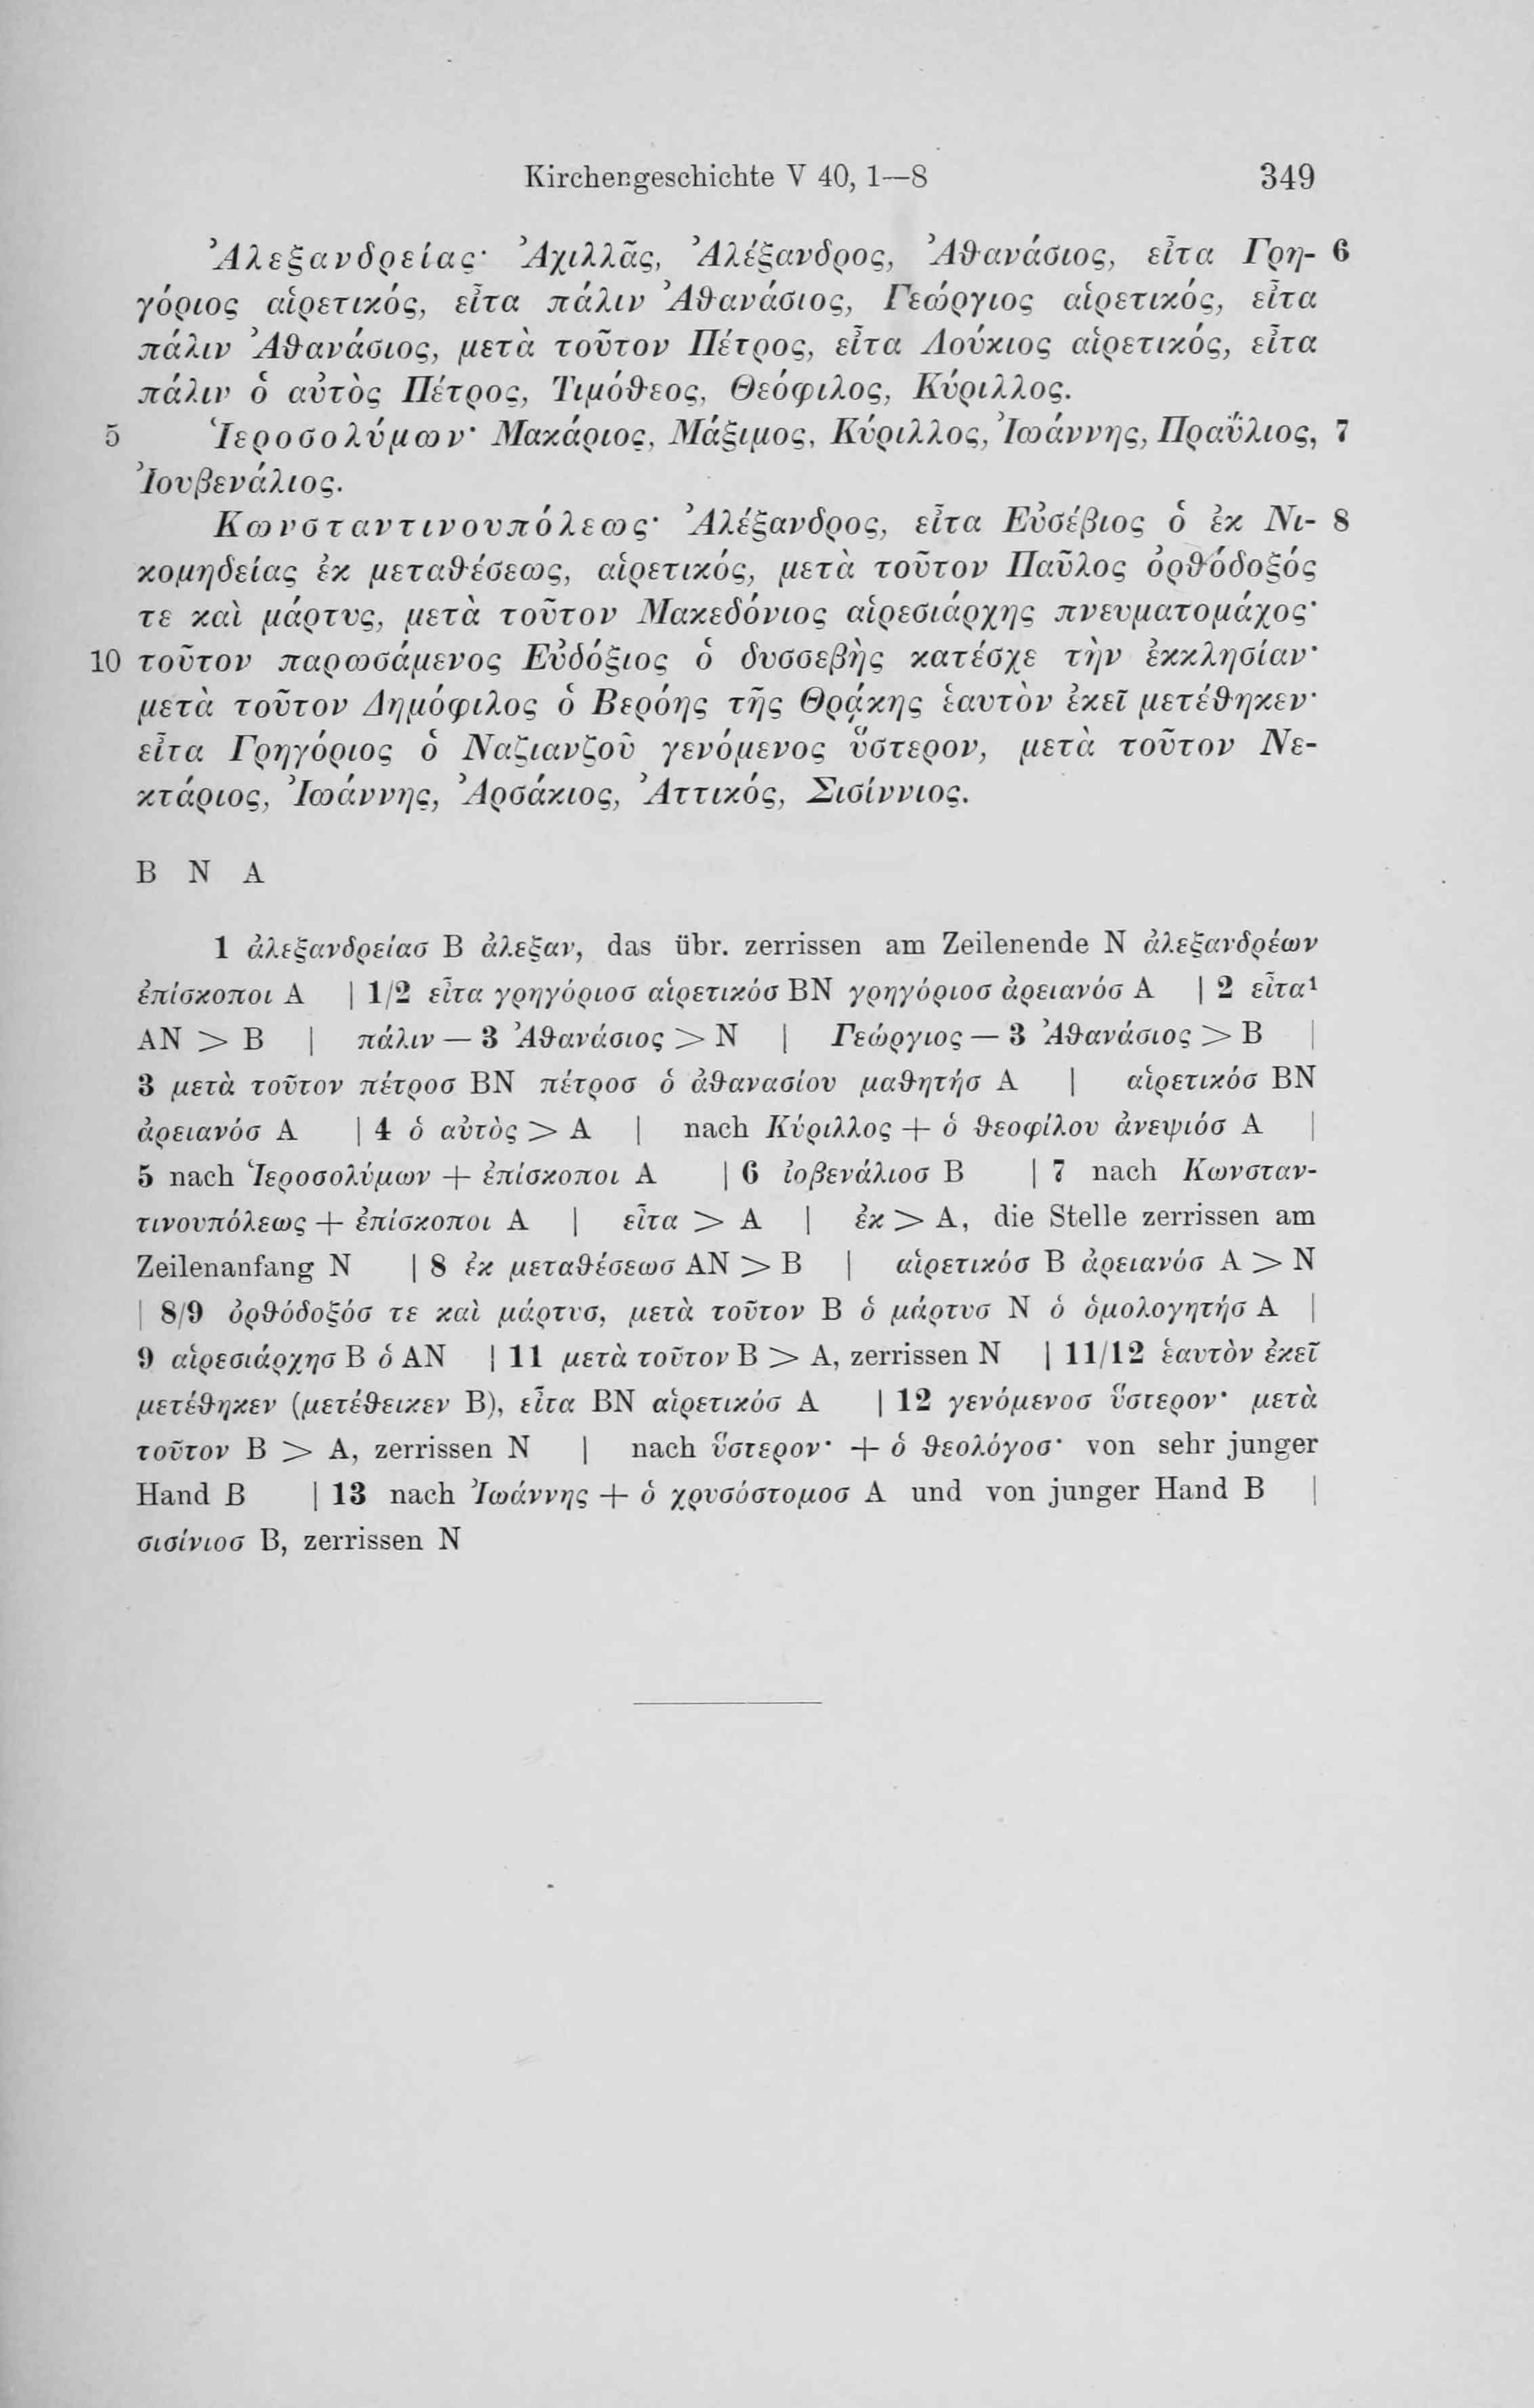 Kirchengeschichte V 40, 1—8 349
Ἀλεξανδρείας· Ἀχιλλᾶς, Ἀλέξανδρος, Ἀθανάσιος, εἶτα Γρη- 6
γόριος αἱρετικός, εἶτα πάλιν Ἀθανάσιος, Γεώργιος αἱρετικός, εἶτα
πάλιν Ἀθανάσιος, μετὰ τοῦτον Πέτρος, εἶτα Λούκιος αἱρετικός, εἶτα
πάλιν ὁ αὐτὸς Πέτρος, Τιμόθεος, Θεόφιλος, Κύριλλος.
5 Ἱεροσολύμων· Μακάριος, Μάξιμος, Κύριλλος, Ἰωάννης, Πραΰλιος, 7
Ἰουβενάλιος.
Κωνσταντινουπόλεως· Ἀλέξανδρος, εἶτα Εὐσέβιος ὁ ἐκ Νι- 8
κομηδείας ἐκ μεταθέσεως, αἱρετικός, μετὰ τοῦτον Παῦλος ὀρθόδοξός
τε καὶ μάρτυς, μετὰ τοῦτον Μακεδόνιος αἱρεσιάρχης πνευματομάχος·
10 τοῦτον παρωσάμενος Εὐδόξιος ὁ δυσσεβὴς κατέσχε τὴν ἐκκλησίαν·
μετὰ τοῦτον Δημόφιλος ὁ Βερόης τῆς Θρᾴκης ἑαυτὸν ἐκεῖ μετέθηκεν·
εἶτα Γρηγόριος ὁ Ναζιανζοῦ γενόμενος ὕστερον, μετὰ τοῦτον Νε-
κτάριος, Ἰωάννης, Ἀρσάκιος, Ἀττικός, Σισίννιος.
B N A
1 ἀλεξανδρείασ B ἀλεξαν, das übr. zerrissen am Zeilenende N ἀλεξανδρέων
ἐπίσκοποι A | 1/2 εἶτα γρηγόριοσ αἱρετικόσ BN γρηγόριοσ ἀρειανόσ A | 2 εἶτα¹
AN > B | πάλιν — 3 Ἀθανάσιος > N | Γεώργιος — 3 Ἀθανάσιος > B |
3 μετὰ τοῦτον πέτροσ BN πέτροσ ὁ ἀθανασίου μαθητήσ A | αἱρετικόσ BN
ἀρειανόσ A | 4 ὁ αὐτὸς > A | nach Κύριλλος + ὁ θεοφίλου ἀνεψιόσ A |
5 nach Ἱεροσολύμων + ἐπίσκοποι A | 6 ἰοβενάλιοσ B | 7 nach Κωνσταν-
τινουπόλεως + ἐπίσκοποι A | εἶτα > A | ἐκ > A, die Stelle zerrissen am
Zeilenanfang N | 8 ἐκ μεταθέσεωσ AN > B | αἱρετικόσ B ἀρειανόσ A > N
| 8/9 ὀρθόδοξόσ τε καὶ μάρτυσ, μετὰ τοῦτον B ὁ μάρτυσ N ὁ ὁμολογητήσ A |
9 αἱρεσιάρχησ B ὁ AN | 11 μετὰ τοῦτον B > A, zerrissen N | 11/12 ἑαυτὸν ἐκεῖ
μετέθηκεν (μετέθεικεν B), εἶτα BN αἱρετικόσ A | 12 γενόμενοσ ὕστερον· μετὰ
τοῦτον B > A, zerrissen N | nach ὕστερον· + ὁ θεολόγοσ· von sehr junger
Hand B | 13 nach Ἰωάννης + ὁ χρυσόστομοσ A und von junger Hand B |
σισίνιοσ B, zerrissen N